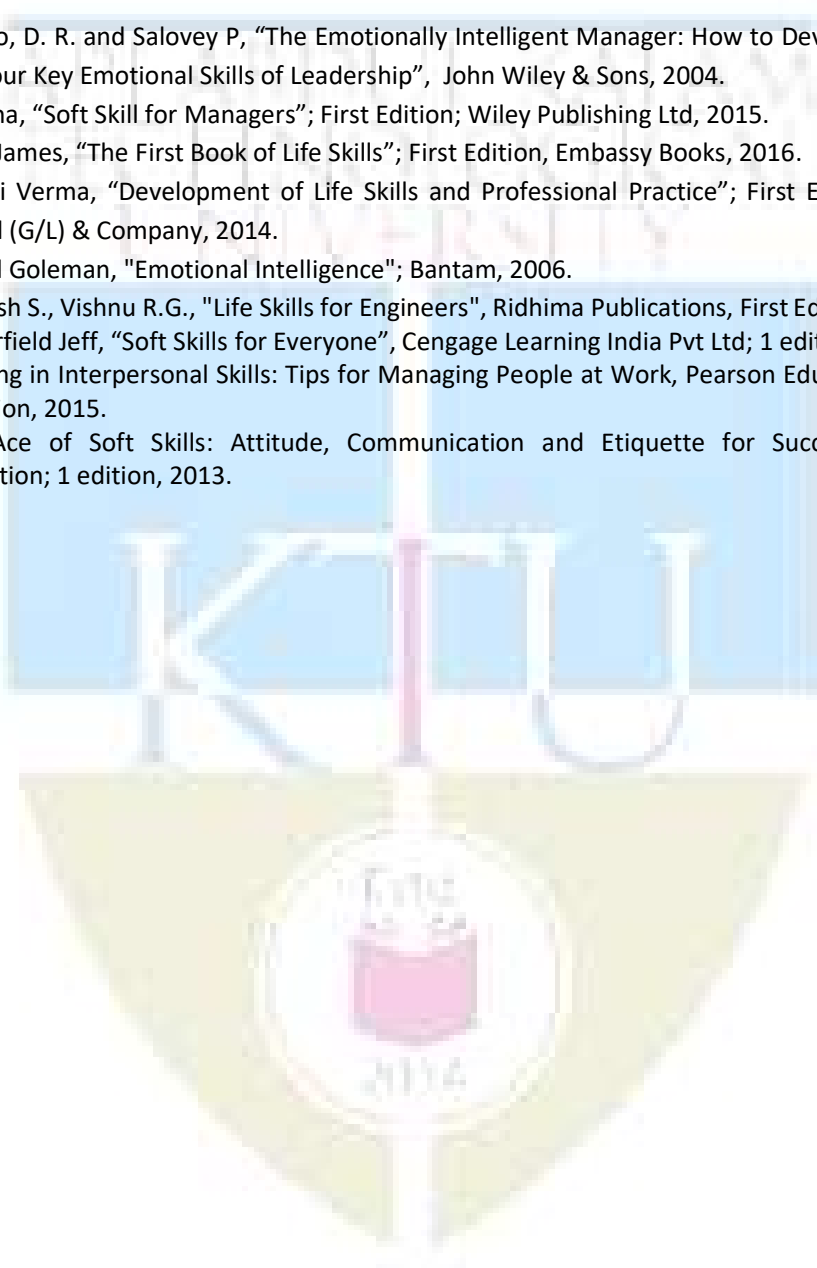 o, D. R. and Salovey P, “The Emotionally Intelligent Manager: How to Dev
our Key Emotional Skills of Leadership”, John Wiley & Sons, 2004.
na, “Soft Skill for Managers”; First Edition; Wiley Publishing Ltd, 2015.
James, “The First Book of Life Skills”; First Edition, Embassy Books, 2016.
i Verma, “Development of Life Skills and Professional Practice”; First E
l (G/L) & Company, 2014.
l Goleman, "Emotional Intelligence"; Bantam, 2006.
sh S., Vishnu R.G., "Life Skills for Engineers", Ridhima Publications, First Ed
rfield Jeff, “Soft Skills for Everyone”, Cengage Learning India Pvt Ltd; 1 edit
ng in Interpersonal Skills: Tips for Managing People at Work, Pearson Edu
on, 2015.
Ace of Soft Skills: Attitude, Communication and Etiquette for Succ
tion; 1 edition, 2013.
KTU
Estd.
2014